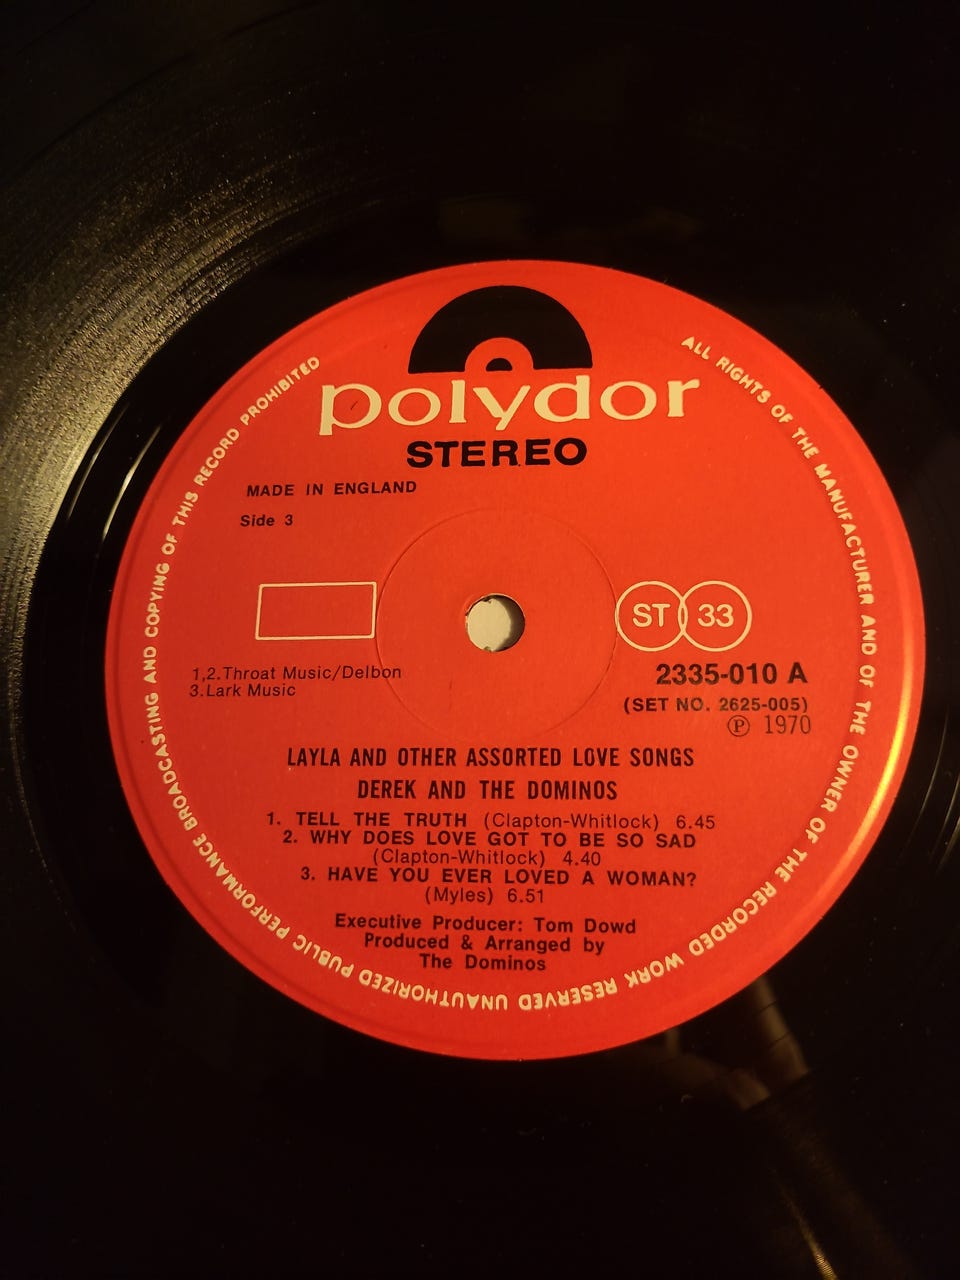 polydor
STEREO
MADE IN ENGLAND
Side 3
ST 33
1,2.Throat Music/Delbon
3.Lark Music
2335-010 A
(SET NO. 2625-005)
Ⓟ 1970
LAYLA AND OTHER ASSORTED LOVE SONGS
DEREK AND THE DOMINOS
1. TELL THE TRUTH (Clapton-Whitlock) 6.45
2. WHY DOES LOVE GOT TO BE SO SAD
(Clapton-Whitlock) 4.40
3. HAVE YOU EVER LOVED A WOMAN?
(Myles) 6.51
Executive Producer: Tom Dowd
Produced & Arranged by
The Dominos
ALL RIGHTS OF THE MANUFACTURER AND OF THE OWNER OF THE RECORDED WORK RESERVED UNAUTHORIZED PUBLIC PERFORMANCE BROADCASTING AND COPYING OF THIS RECORD PROHIBITED